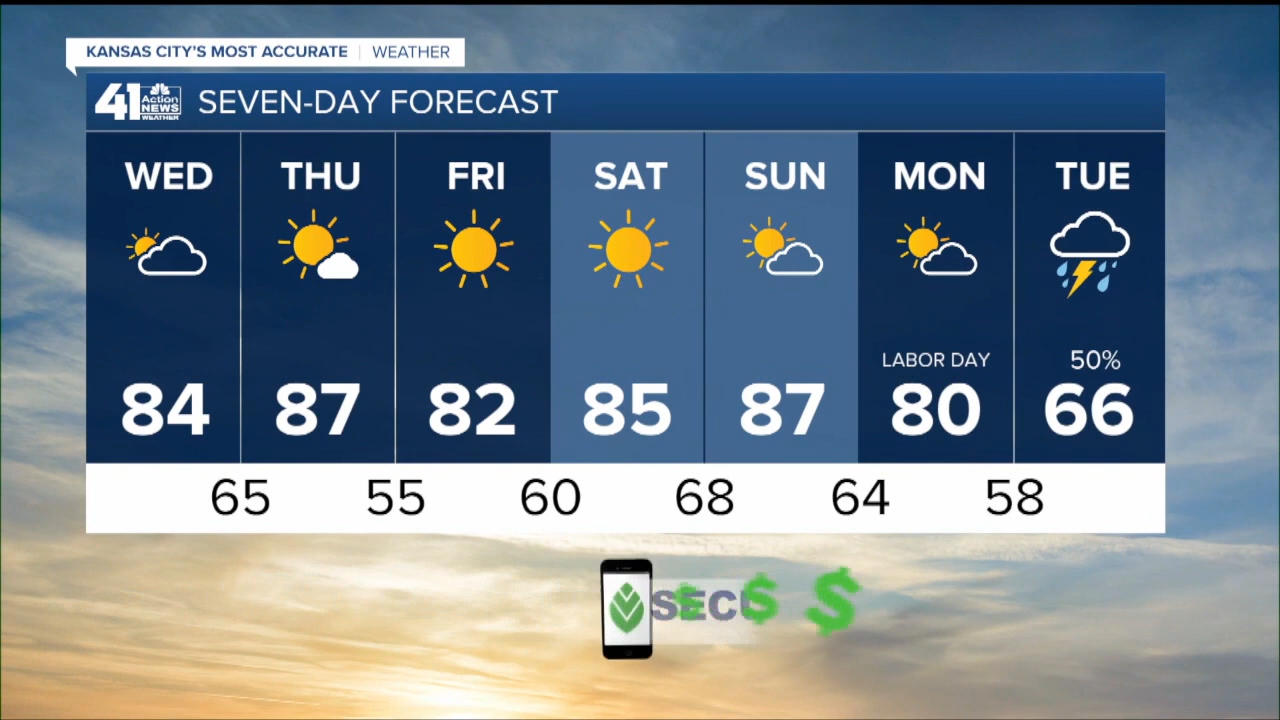 KANSAS CITY'S MOST ACCURATE | WEATHER
41 Action NEWS WEATHER
SEVEN-DAY FORECAST
WED THU FRI SAT SUN MON TUE
LABOR DAY 50%
84 87 82 85 87 80 66
65 55 60 68 64 58
$ $ $